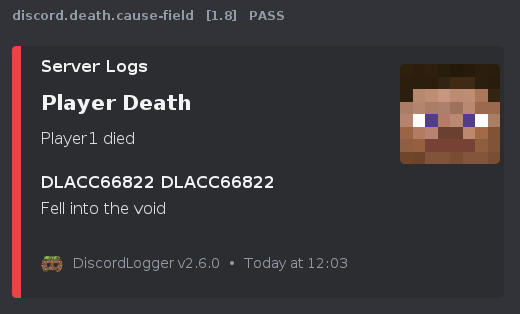 discord.death.cause-field [1.8] PASS
Server Logs
Player Death
Player1 died
DLACC66822 DLACC66822
Fell into the void
DiscordLogger v2.6.0 • Today at 12:03